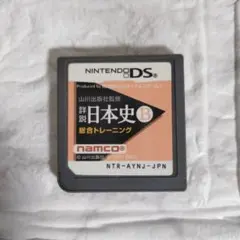 NINTENDO DS
山川出版社監修
詳説
日本史B
総合トレーニング
namco
NTR-AYNJ-JPN